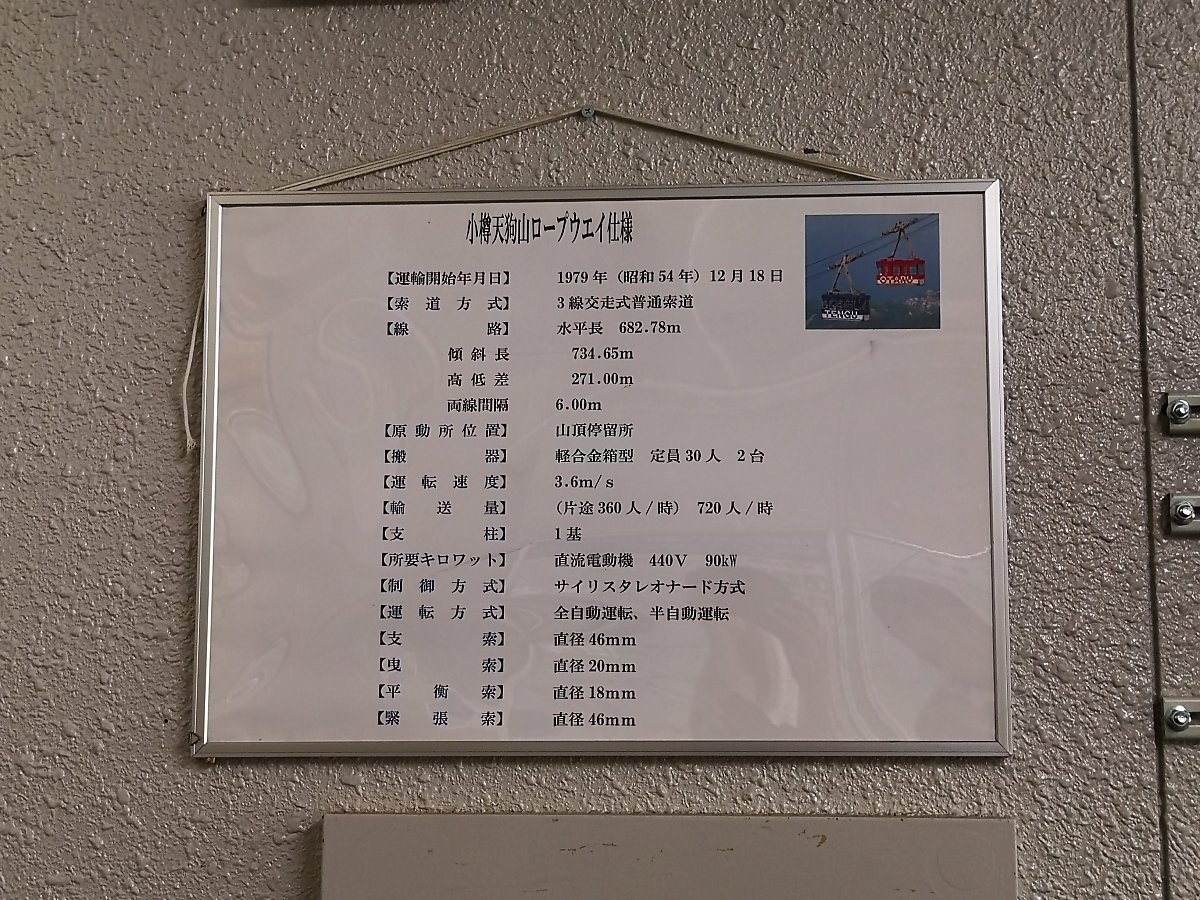 小樽天狗山ロープウエイ仕様
【運輸開始年月日】 1979年（昭和54年）12月18日
【索道方式】 3線交走式普通索道
【線路】 水平長 682.78m
傾斜長 734.65m
高低差 271.00m
両線間隔 6.00m
【原動所位置】 山頂停留所
【搬器】 軽合金箱型 定員30人 2台
【運転速度】 3.6m/s
【輸送量】 （片途360人/時） 720人/時
【支柱】 1基
【所要キロワット】 直流電動機 440V 90kW
【制御方式】 サイリスタレオナード方式
【運転方式】 全自動運転、半自動運転
【支索】 直径46mm
【曳索】 直径20mm
【平衡索】 直径18mm
【緊張索】 直径46mm
OTARU
TENGU